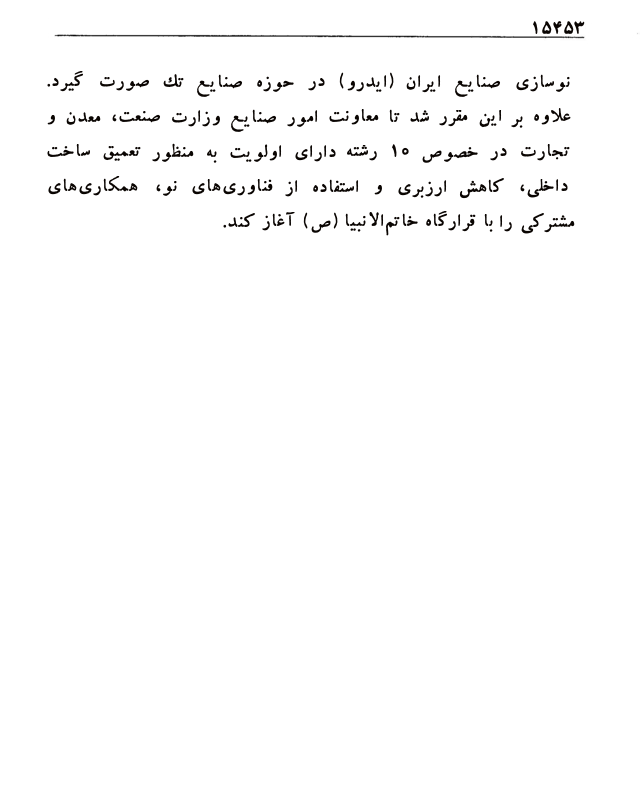 ۱۵۴۵۳
نوسازی صنایع ایران (ایدرو) در حوزه صنایع تك صورت گیرد.
علاوه بر این مقرر شد تا معاونت امور صنایع وزارت صنعت، معدن و
تجارت در خصوص ۱۰ رشته دارای اولویت به منظور تعمیق ساخت
داخلی، کاهش ارزبری و استفاده از فناوری‌های نو، همکاری‌های
مشترکی را با قرارگاه خاتم‌الانبیا (ص) آغاز کند.